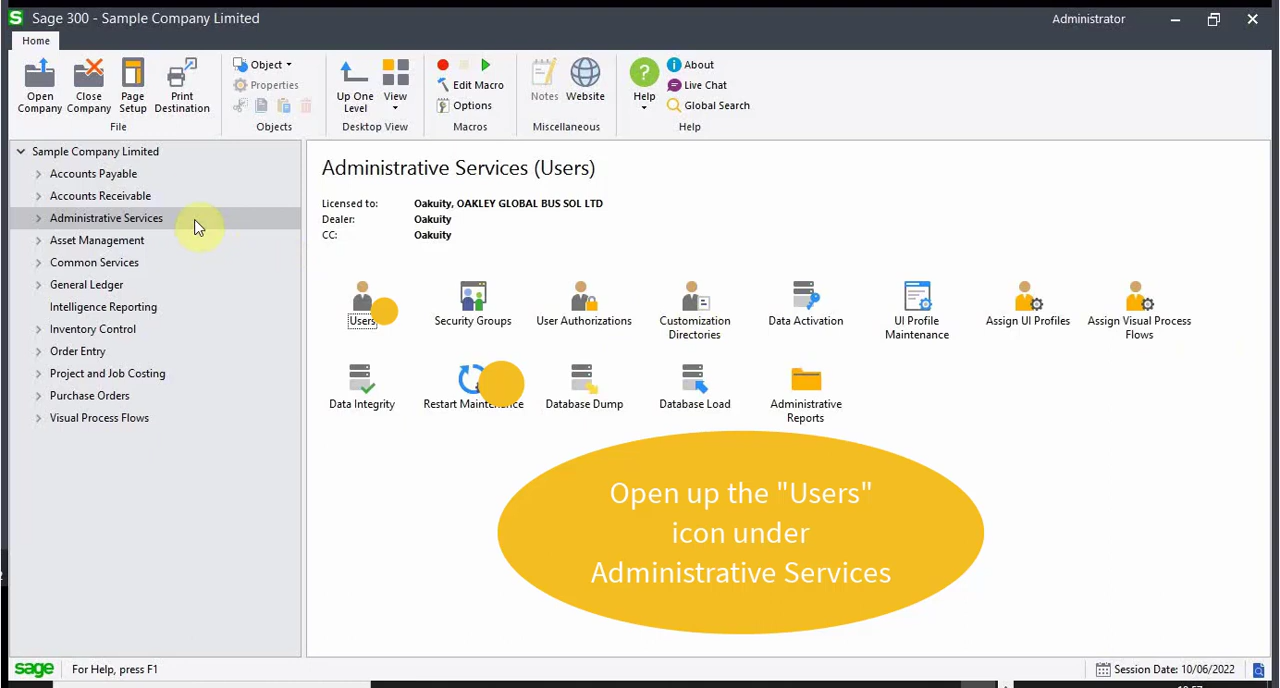 Sage 300 - Sample Company Limited
Administrator
Home
Open Company
Close Company
Page Setup
Print Destination
File
Object
Properties
Objects
Up One Level
View
Desktop View
Edit Macro
Options
Macros
Notes
Website
Miscellaneous
Help
About
Live Chat
Global Search
Help
Sample Company Limited
Accounts Payable
Accounts Receivable
Administrative Services
Asset Management
Common Services
General Ledger
Intelligence Reporting
Inventory Control
Order Entry
Project and Job Costing
Purchase Orders
Visual Process Flows
Administrative Services (Users)
Licensed to: Oakuity, OAKLEY GLOBAL BUS SOL LTD
Dealer: Oakuity
CC: Oakuity
Users
Security Groups
User Authorizations
Customization Directories
Data Activation
UI Profile Maintenance
Assign UI Profiles
Assign Visual Process Flows
Data Integrity
Restart Maintenance
Database Dump
Database Load
Administrative Reports
Open up the "Users"
icon under
Administrative Services
sage
For Help, press F1
Session Date: 10/06/2022